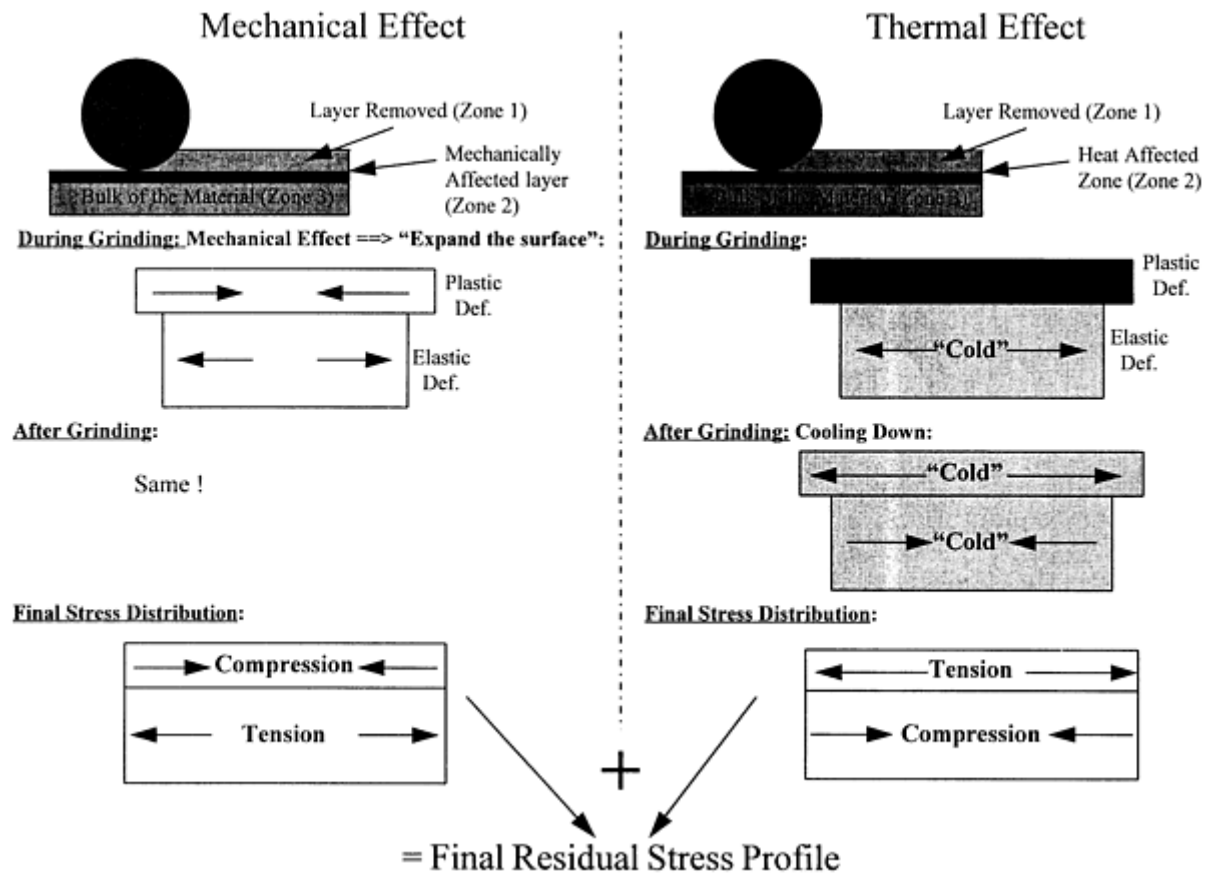 Mechanical Effect
Layer Removed (Zone 1)
Mechanically
Affected layer
(Zone 2)
Bulk of the Material (Zone 3)
During Grinding: Mechanical Effect ==> “Expand the surface”:
Plastic
Def.
Elastic
Def.
After Grinding:
Same !
Final Stress Distribution:
Compression
Tension
Thermal Effect
Layer Removed (Zone 1)
Heat Affected
Zone (Zone 2)
During Grinding:
Plastic
Def.
“Cold”
Elastic
Def.
After Grinding: Cooling Down:
“Cold”
“Cold”
Final Stress Distribution:
Tension
Compression
+
= Final Residual Stress Profile